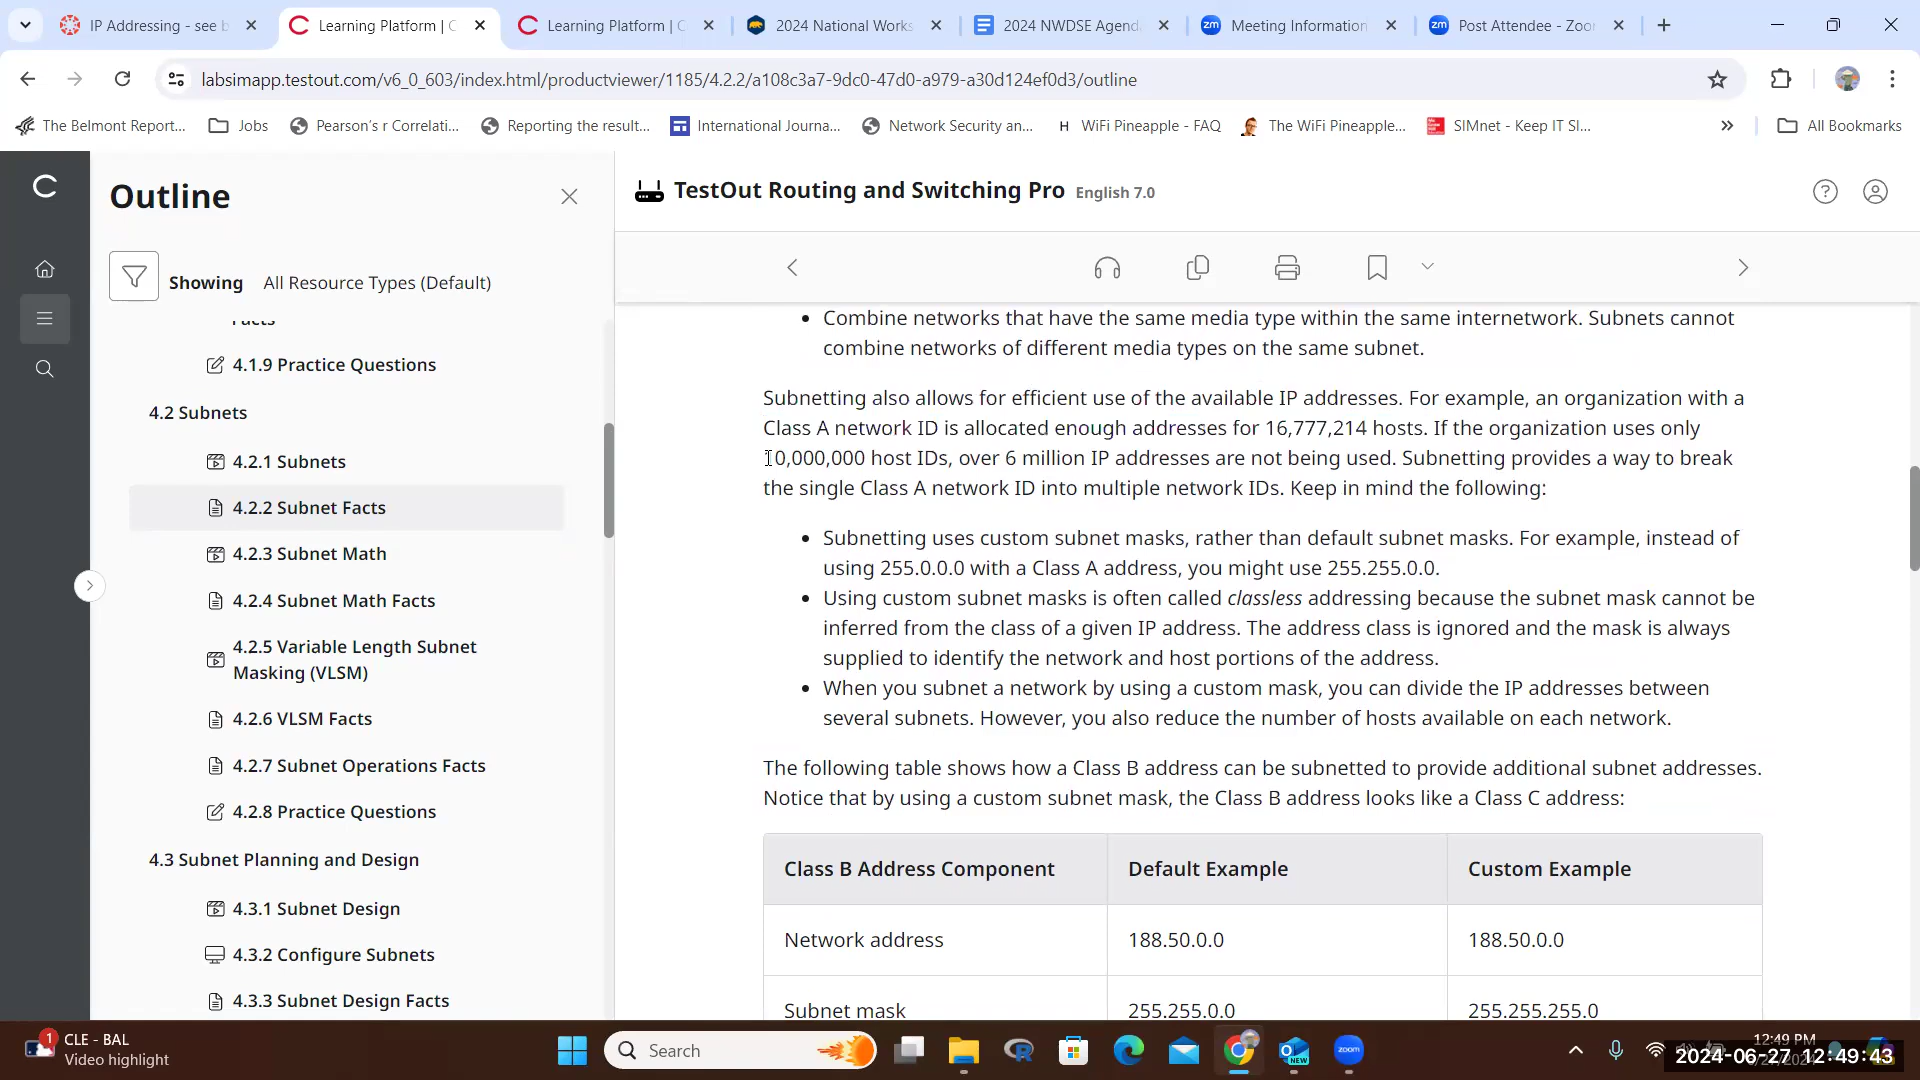 IP Addressing - see b
Learning Platform | C
Learning Platform | C
2024 National Works
2024 NWDSE Agend
Meeting Information
Post Attendee - Zoo
labsimapp.testout.com/v6_0_603/index.html/productviewer/1185/4.2.2/a108c3a7-9dc0-47d0-a979-a30d124ef0d3/outline
The Belmont Report...
Jobs
Pearson's r Correlati...
Reporting the result...
International Journa...
Network Security an...
H WiFi Pineapple - FAQ
The WiFi Pineapple...
SIMnet - Keep IT SI...
All Bookmarks
Outline
Showing All Resource Types (Default)
Facts
4.1.9 Practice Questions
4.2 Subnets
4.2.1 Subnets
4.2.2 Subnet Facts
4.2.3 Subnet Math
4.2.4 Subnet Math Facts
4.2.5 Variable Length Subnet
Masking (VLSM)
4.2.6 VLSM Facts
4.2.7 Subnet Operations Facts
4.2.8 Practice Questions
4.3 Subnet Planning and Design
4.3.1 Subnet Design
4.3.2 Configure Subnets
4.3.3 Subnet Design Facts
TestOut Routing and Switching Pro English 7.0
• Combine networks that have the same media type within the same internetwork. Subnets cannot
combine networks of different media types on the same subnet.
Subnetting also allows for efficient use of the available IP addresses. For example, an organization with a
Class A network ID is allocated enough addresses for 16,777,214 hosts. If the organization uses only
10,000,000 host IDs, over 6 million IP addresses are not being used. Subnetting provides a way to break
the single Class A network ID into multiple network IDs. Keep in mind the following:
• Subnetting uses custom subnet masks, rather than default subnet masks. For example, instead of
using 255.0.0.0 with a Class A address, you might use 255.255.0.0.
• Using custom subnet masks is often called classless addressing because the subnet mask cannot be
inferred from the class of a given IP address. The address class is ignored and the mask is always
supplied to identify the network and host portions of the address.
• When you subnet a network by using a custom mask, you can divide the IP addresses between
several subnets. However, you also reduce the number of hosts available on each network.
The following table shows how a Class B address can be subnetted to provide additional subnet addresses.
Notice that by using a custom subnet mask, the Class B address looks like a Class C address:
Class B Address Component Default Example Custom Example
Network address 188.50.0.0 188.50.0.0
Subnet mask 255.255.0.0 255.255.255.0
1
CLE - BAL
Video highlight
Search
R
NEW
zoom
12:49 PM
2024-06-27 12:49:43